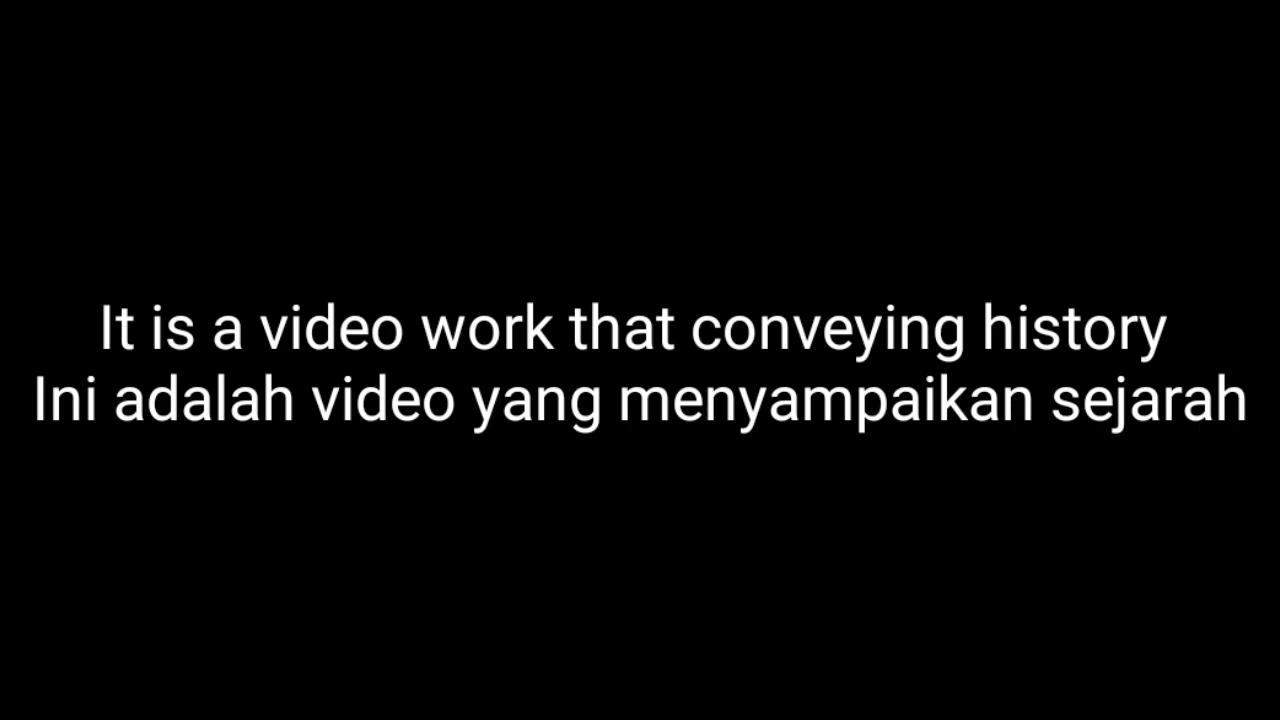 It is a video work that conveying history
Ini adalah video yang menyampaikan sejarah